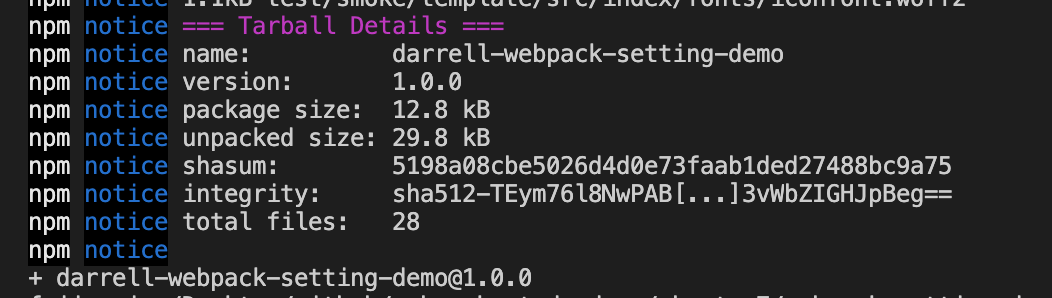 npm notice 1.1kB test/smoke/template/src/index/fonts/iconfont.woff2
npm notice === Tarball Details ===
npm notice name: darrell-webpack-setting-demo
npm notice version: 1.0.0
npm notice package size: 12.8 kB
npm notice unpacked size: 29.8 kB
npm notice shasum: 5198a08cbe5026d4d0e73faab1ded27488bc9a75
npm notice integrity: sha512-TEym76l8NwPAB[...]3vWbZIGHJpBeg==
npm notice total files: 28
npm notice
+ darrell-webpack-setting-demo@1.0.0